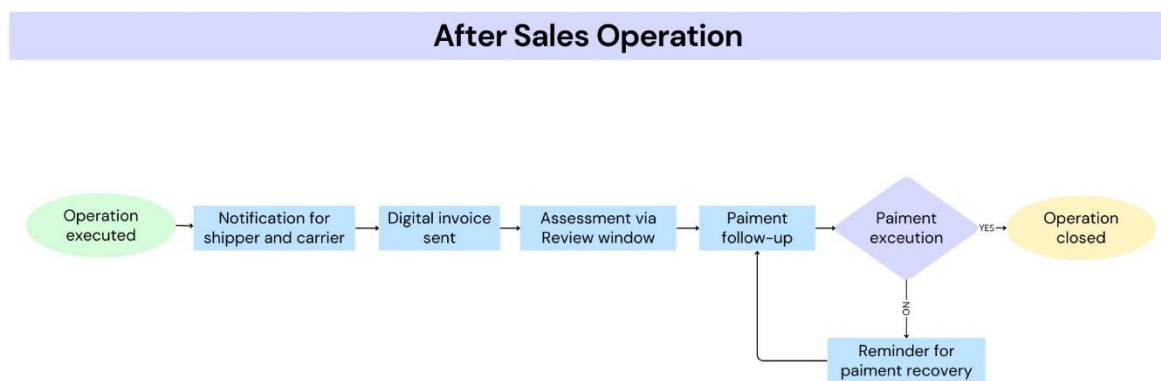 After Sales Operation
Operation
executed
Notification for
shipper and carrier
Digital invoice
sent
Assessment via
Review window
Paiment
follow-up
Paiment
exceution
YES
Operation
closed
NO
Reminder for
paiment recovery